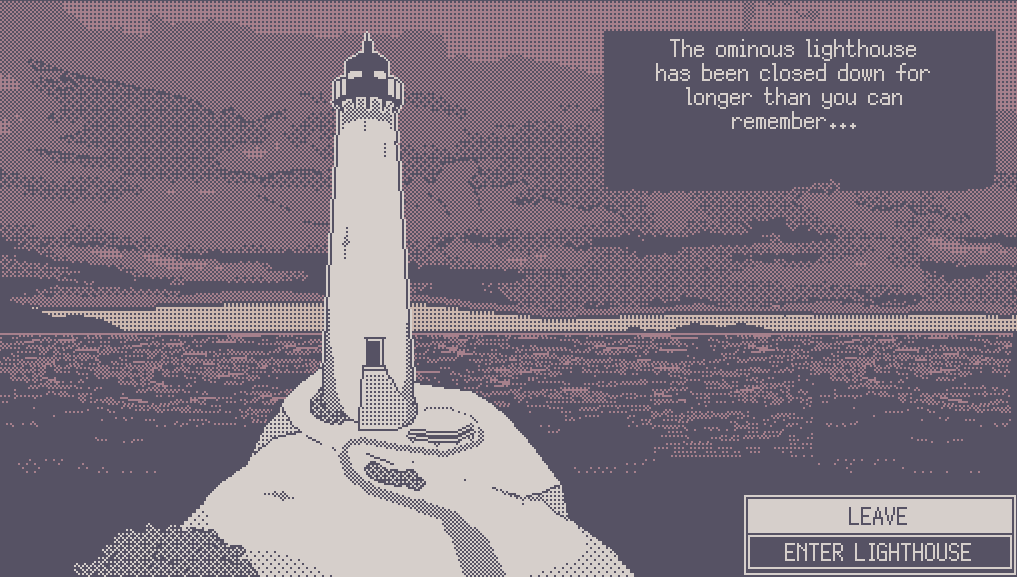 The ominous lighthouse
has been closed down for
longer than you can
remember...
LEAVE
ENTER LIGHTHOUSE